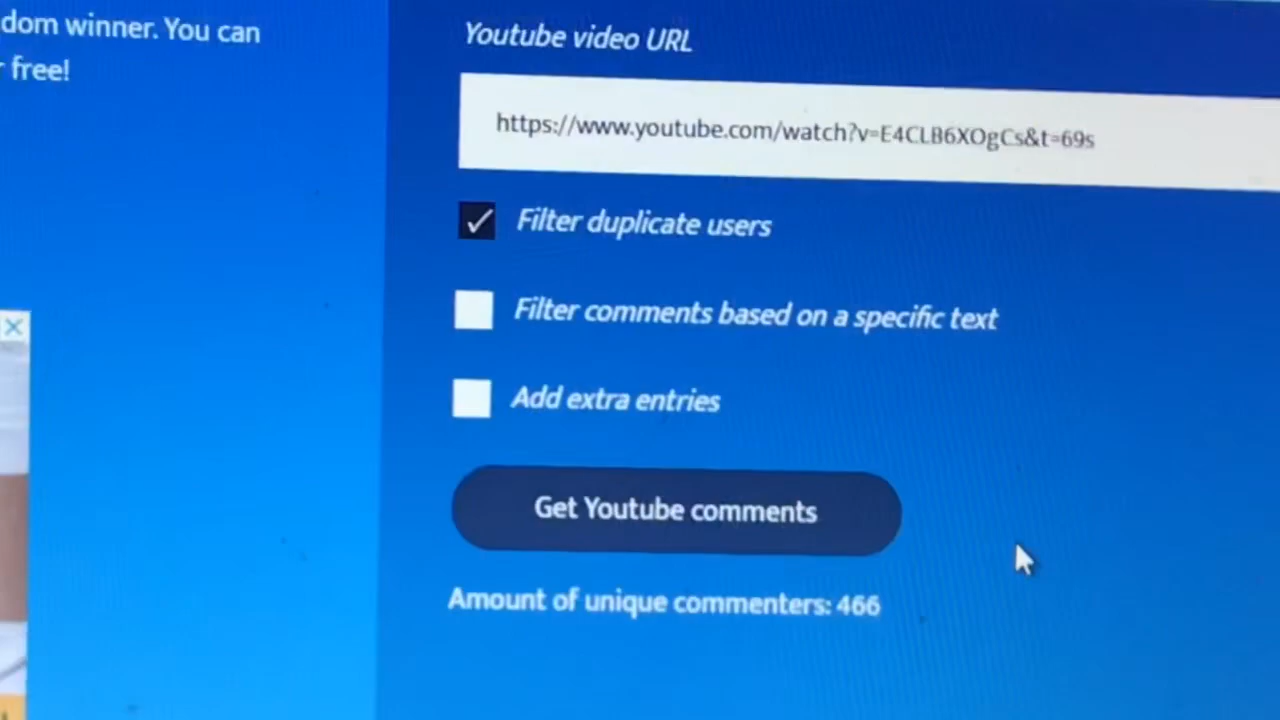 dom winner. You can
free!
Youtube video URL
https://www.youtube.com/watch?v=E4CLB6XOgCs&t=69s
Filter duplicate users
Filter comments based on a specific text
Add extra entries
Get Youtube comments
Amount of unique commenters: 466